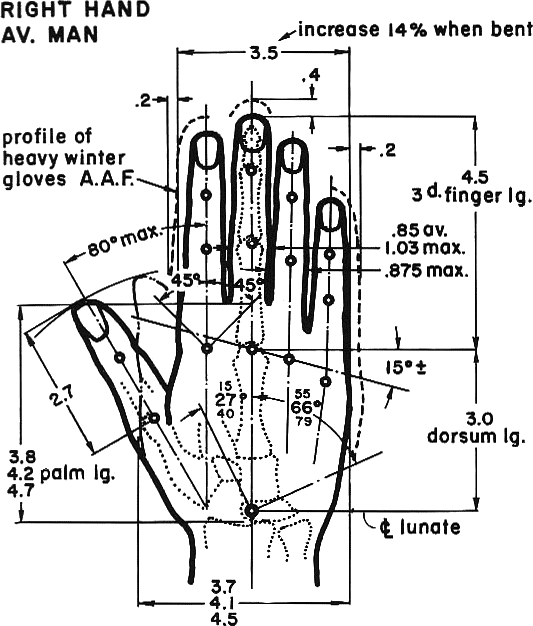 RIGHT HAND
AV. MAN
increase 14% when bent
3.5
.4
.2
profile of
heavy winter
gloves A.A.F.
.2
4.5
3 d. finger lg.
.85 av.
1.03 max.
.875 max.
80° max.
45°
45°
15° ±
2.7
15
27°
40
55
66°
79
3.0
dorsum lg.
3.8
4.2 palm lg.
4.7
℄ lunate
3.7
4.1
4.5